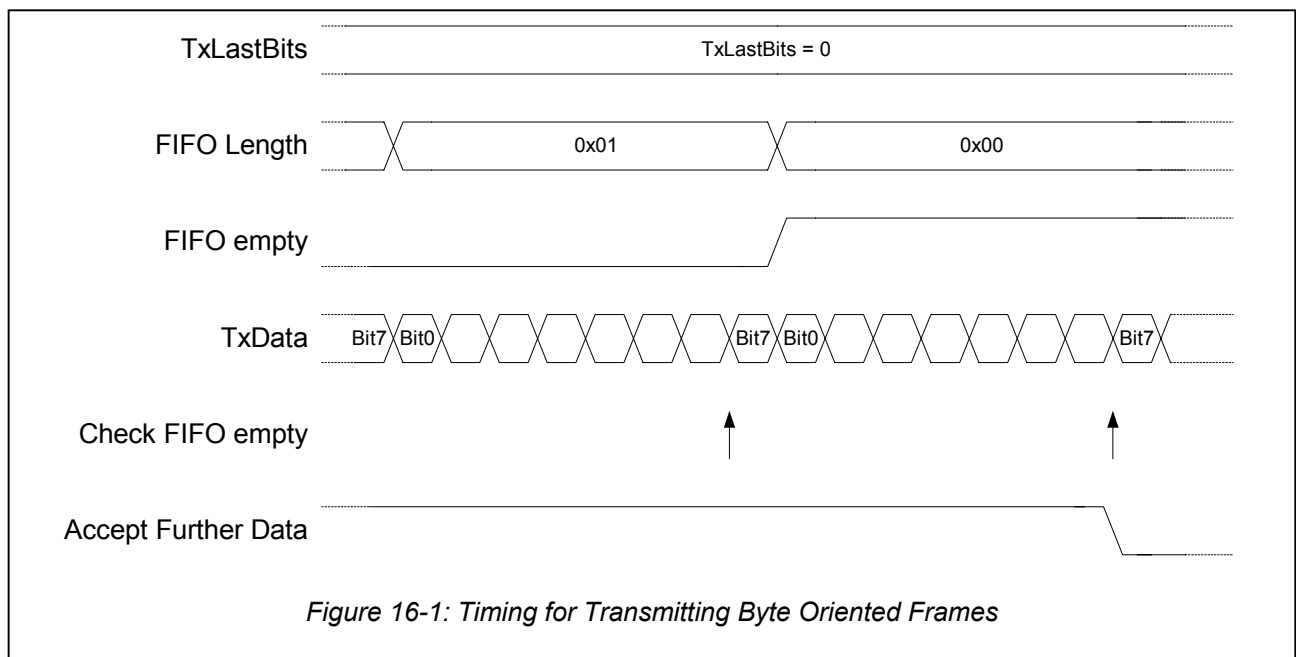 TxLastBits
TxLastBits = 0
FIFO Length
0x01
0x00
FIFO empty
TxData
Bit7
Bit0
Bit7
Bit0
Bit7
Check FIFO empty
Accept Further Data
Figure 16-1: Timing for Transmitting Byte Oriented Frames